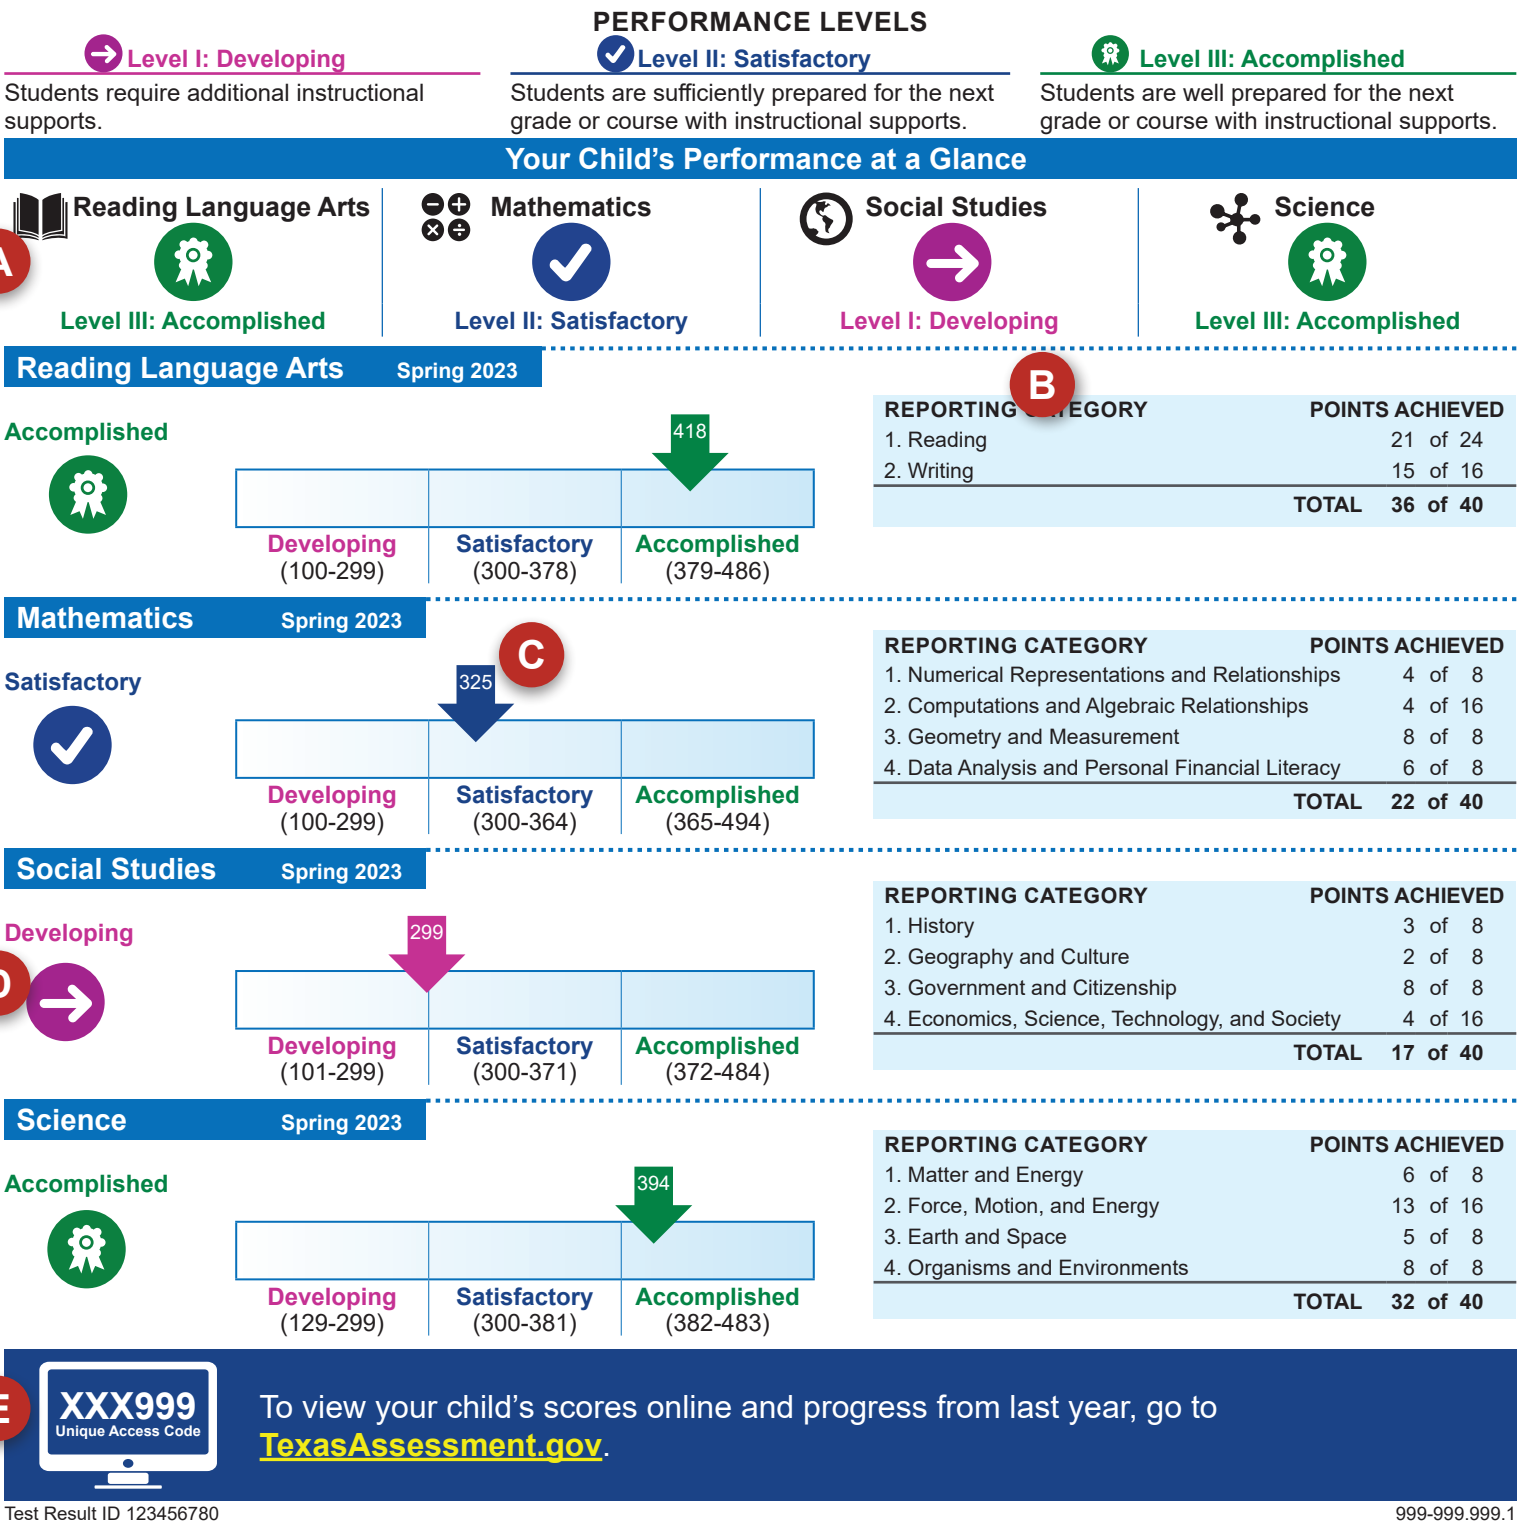 PERFORMANCE LEVELS
Level I: Developing
Students require additional instructional
supports.
Level II: Satisfactory
Students are sufficiently prepared for the next
grade or course with instructional supports.
Level III: Accomplished
Students are well prepared for the next
grade or course with instructional supports.
Your Child's Performance at a Glance
A
Reading Language Arts
Level III: Accomplished
Mathematics
Level II: Satisfactory
Social Studies
Level I: Developing
Science
Level III: Accomplished
Reading Language Arts Spring 2023
Accomplished
418
Developing
(100-299)
Satisfactory
(300-378)
Accomplished
(379-486)
B
REPORTING CATEGORY POINTS ACHIEVED
1. Reading 21 of 24
2. Writing 15 of 16
TOTAL 36 of 40
Mathematics Spring 2023
Satisfactory
325
C
Developing
(100-299)
Satisfactory
(300-364)
Accomplished
(365-494)
REPORTING CATEGORY POINTS ACHIEVED
1. Numerical Representations and Relationships 4 of 8
2. Computations and Algebraic Relationships 4 of 16
3. Geometry and Measurement 8 of 8
4. Data Analysis and Personal Financial Literacy 6 of 8
TOTAL 22 of 40
Social Studies Spring 2023
Developing
D
299
Developing
(101-299)
Satisfactory
(300-371)
Accomplished
(372-484)
REPORTING CATEGORY POINTS ACHIEVED
1. History 3 of 8
2. Geography and Culture 2 of 8
3. Government and Citizenship 8 of 8
4. Economics, Science, Technology, and Society 4 of 16
TOTAL 17 of 40
Science Spring 2023
Accomplished
394
Developing
(129-299)
Satisfactory
(300-381)
Accomplished
(382-483)
REPORTING CATEGORY POINTS ACHIEVED
1. Matter and Energy 6 of 8
2. Force, Motion, and Energy 13 of 16
3. Earth and Space 5 of 8
4. Organisms and Environments 8 of 8
TOTAL 32 of 40
E
XXX999
Unique Access Code
To view your child's scores online and progress from last year, go to
TexasAssessment.gov.
Test Result ID 123456780
999-999.999.1